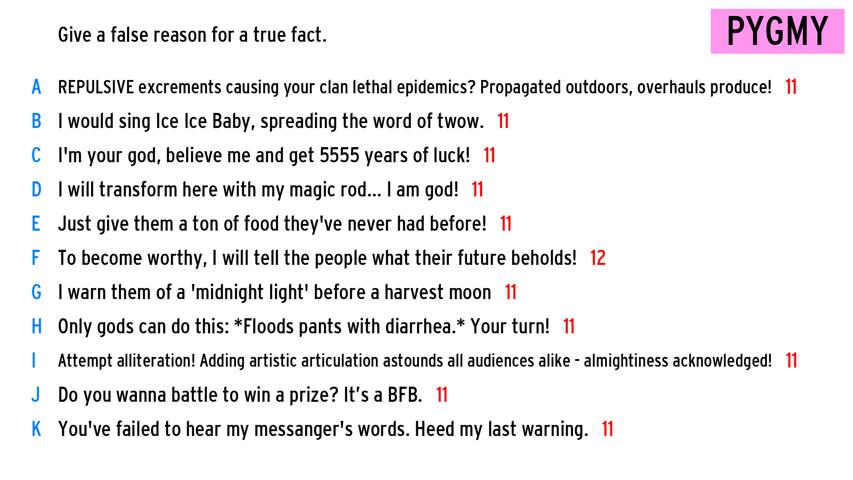 Give a false reason for a true fact.
PYGMY
A REPULSIVE excrements causing your clan lethal epidemics? Propagated outdoors, overhauls produce! 11
B I would sing Ice Ice Baby, spreading the word of twow. 11
C I'm your god, believe me and get 5555 years of luck! 11
D I will transform here with my magic rod... I am god! 11
E Just give them a ton of food they've never had before! 11
F To become worthy, I will tell the people what their future beholds! 12
G I warn them of a 'midnight light' before a harvest moon 11
H Only gods can do this: *Floods pants with diarrhea.* Your turn! 11
I Attempt alliteration! Adding artistic articulation astounds all audiences alike - almightiness acknowledged! 11
J Do you wanna battle to win a prize? It’s a BFB. 11
K You've failed to hear my messanger's words. Heed my last warning. 11